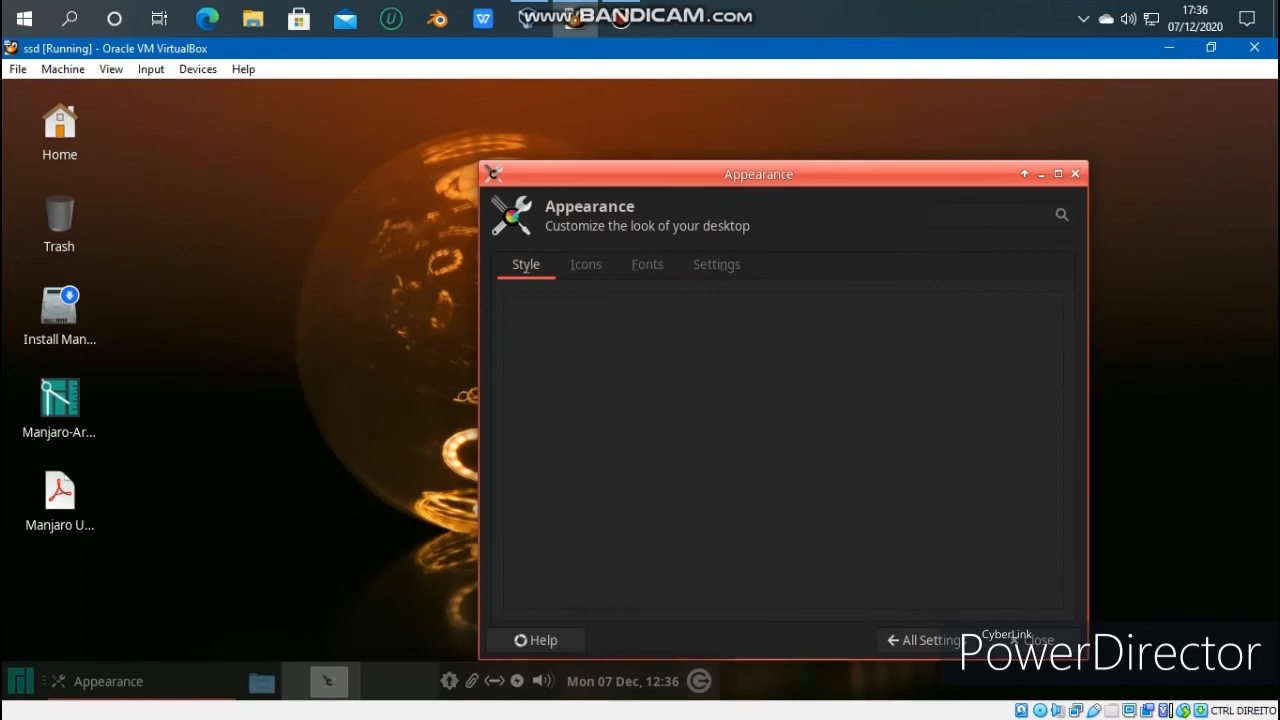 www.BANDICAM.com
17:36
07/12/2020
ssd [Running] - Oracle VM VirtualBox
File Machine View Input Devices Help
Home
Trash
Install Man...
Manjaro-Ar...
Manjaro U...
Appearance
Appearance
Customize the look of your desktop
Style Icons Fonts Settings
Help
All Settings
Close
CyberLink
PowerDirector
Appearance
Mon 07 Dec, 12:36
CTRL DIREITO